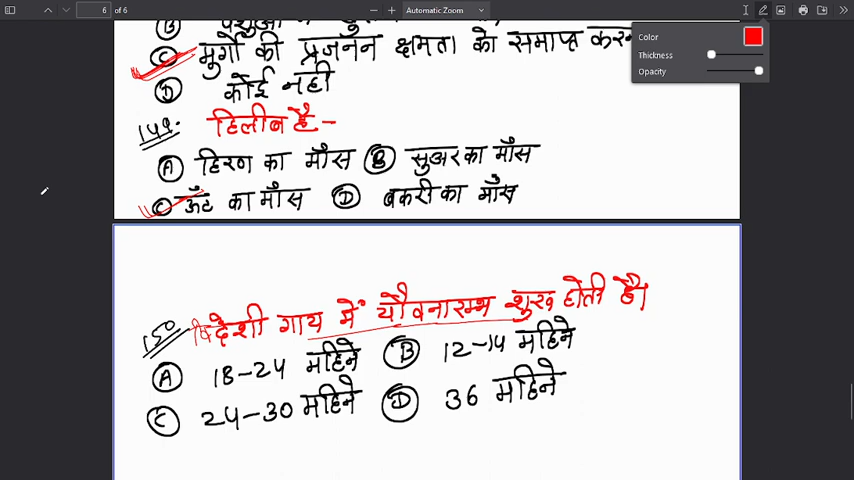 6 of 6 Automatic Zoom
Color
Thickness
Opacity
B
C मुर्गो की प्रजनन क्षमता को समाप्त करन
D कोई नही
149. हिलीन है-
A हिरण का माँस B सुअर का माँस
C ऊँट का माँस D बकरी का माँस
150 विदेशी गाय में यौवनारम्भ शुरू होती है।
A 18-24 महिने B 12-14 महिने
C 24-30 महिने D 36 महिने